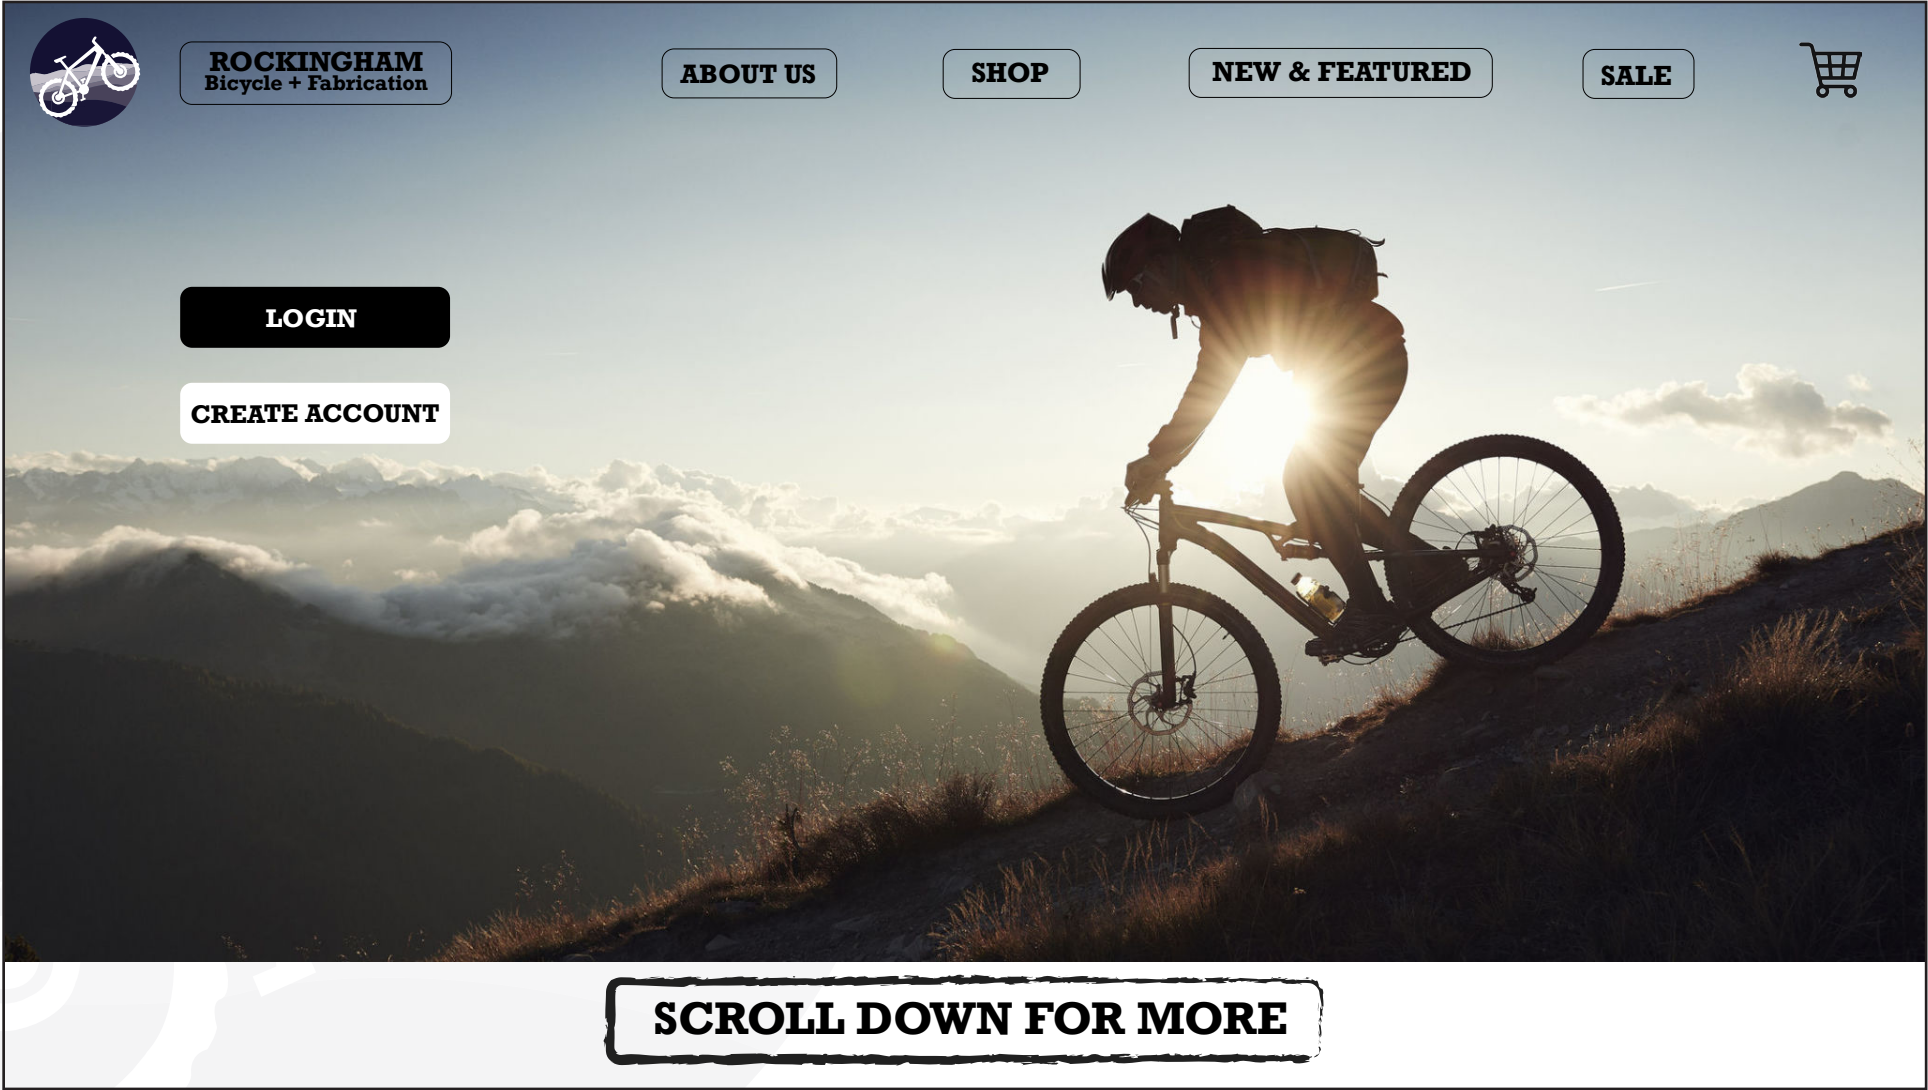 ROCKINGHAM
Bicycle + Fabrication
ABOUT US
SHOP
NEW & FEATURED
SALE
LOGIN
CREATE ACCOUNT
SCROLL DOWN FOR MORE